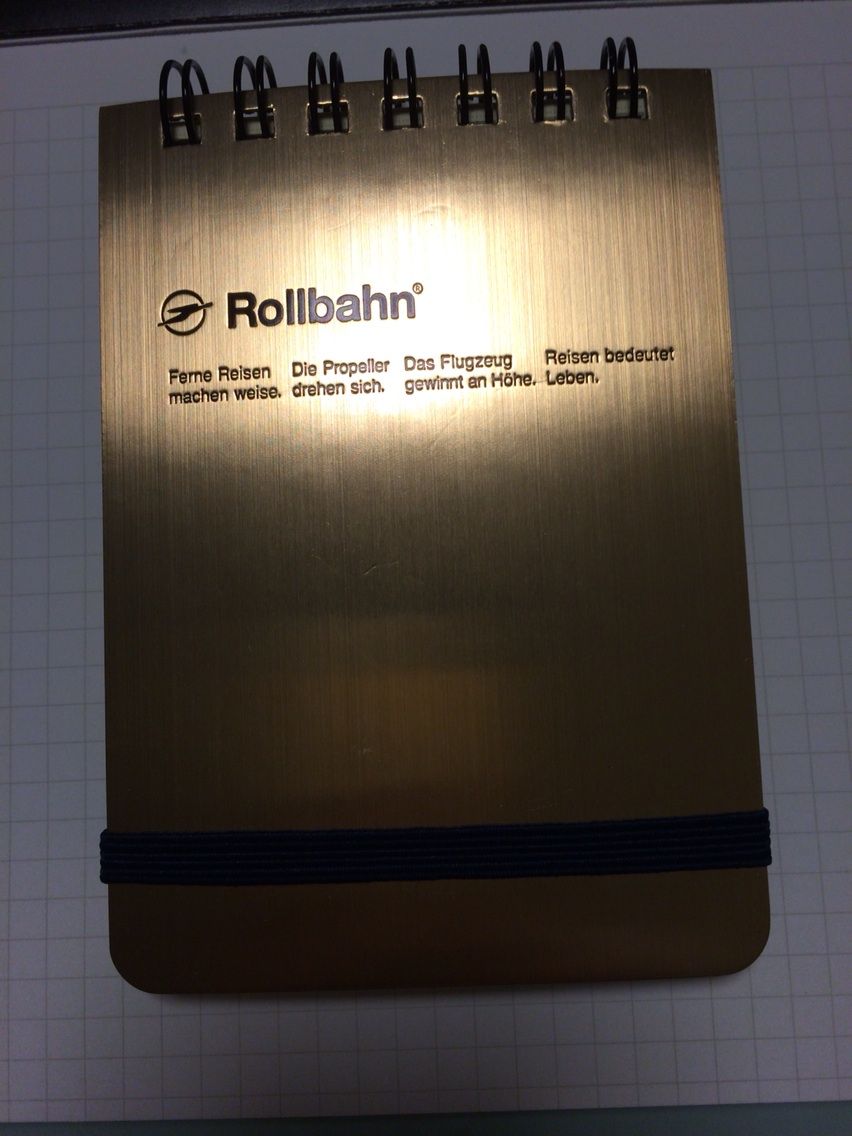 Rollbahn®
Ferne Reisen
machen weise.
Die Propeller
drehen sich.
Das Flugzeug
gewinnt an Höhe.
Reisen bedeutet
Leben.